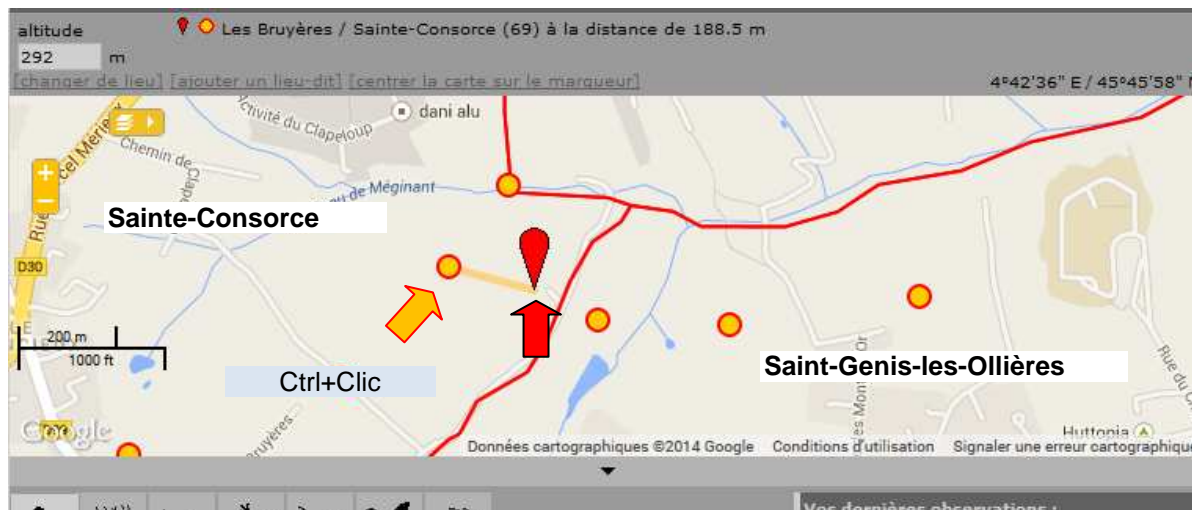 altitude
Les Bruyères / Sainte-Consorce (69) à la distance de 188.5 m
292 m
[changer de lieu] [ajouter un lieu-dit] [centrer la carte sur le marqueur]
4°42'36" E / 45°45'58"
Activité du Clapeloup
dani alu
Chemin de
de Méginant
Sainte-Consorce
D30
200 m
1000 ft
Ctrl+Clic
Saint-Genis-les-Ollières
Rue du
Google
Données cartographiques ©2014 Google Conditions d'utilisation Signaler une erreur cartographique
Huttopia
Vos dernières observations :